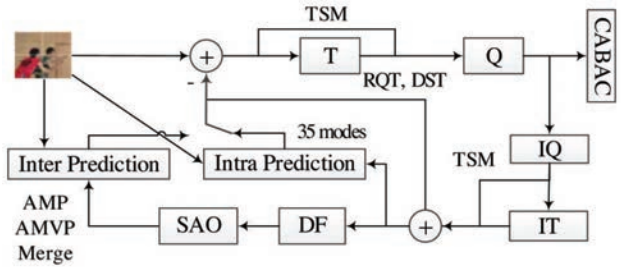 TSM
+
T
Q
CABAC
RQT, DST
-
35 modes
IQ
TSM
Inter Prediction
Intra Prediction
AMP
AMVP
Merge
SAO
DF
+
IT